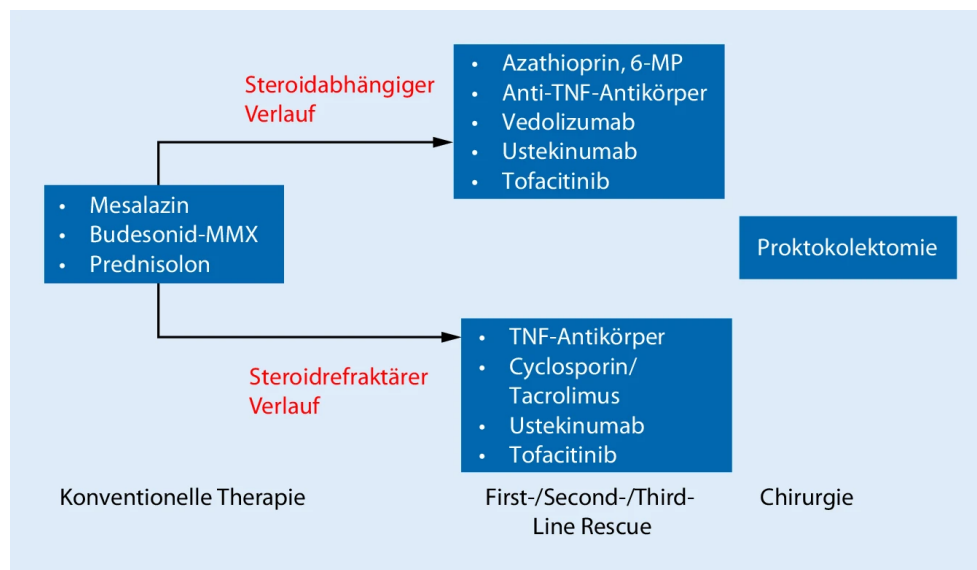 Steroidabhängiger
Verlauf
• Azathioprin, 6-MP
• Anti-TNF-Antikörper
• Vedolizumab
• Ustekinumab
• Tofacitinib
• Mesalazin
• Budesonid-MMX
• Prednisolon
Proktokolektomie
Steroidrefraktärer
Verlauf
• TNF-Antikörper
• Cyclosporin/
Tacrolimus
• Ustekinumab
• Tofacitinib
Konventionelle Therapie
First-/Second-/Third-
Line Rescue
Chirurgie